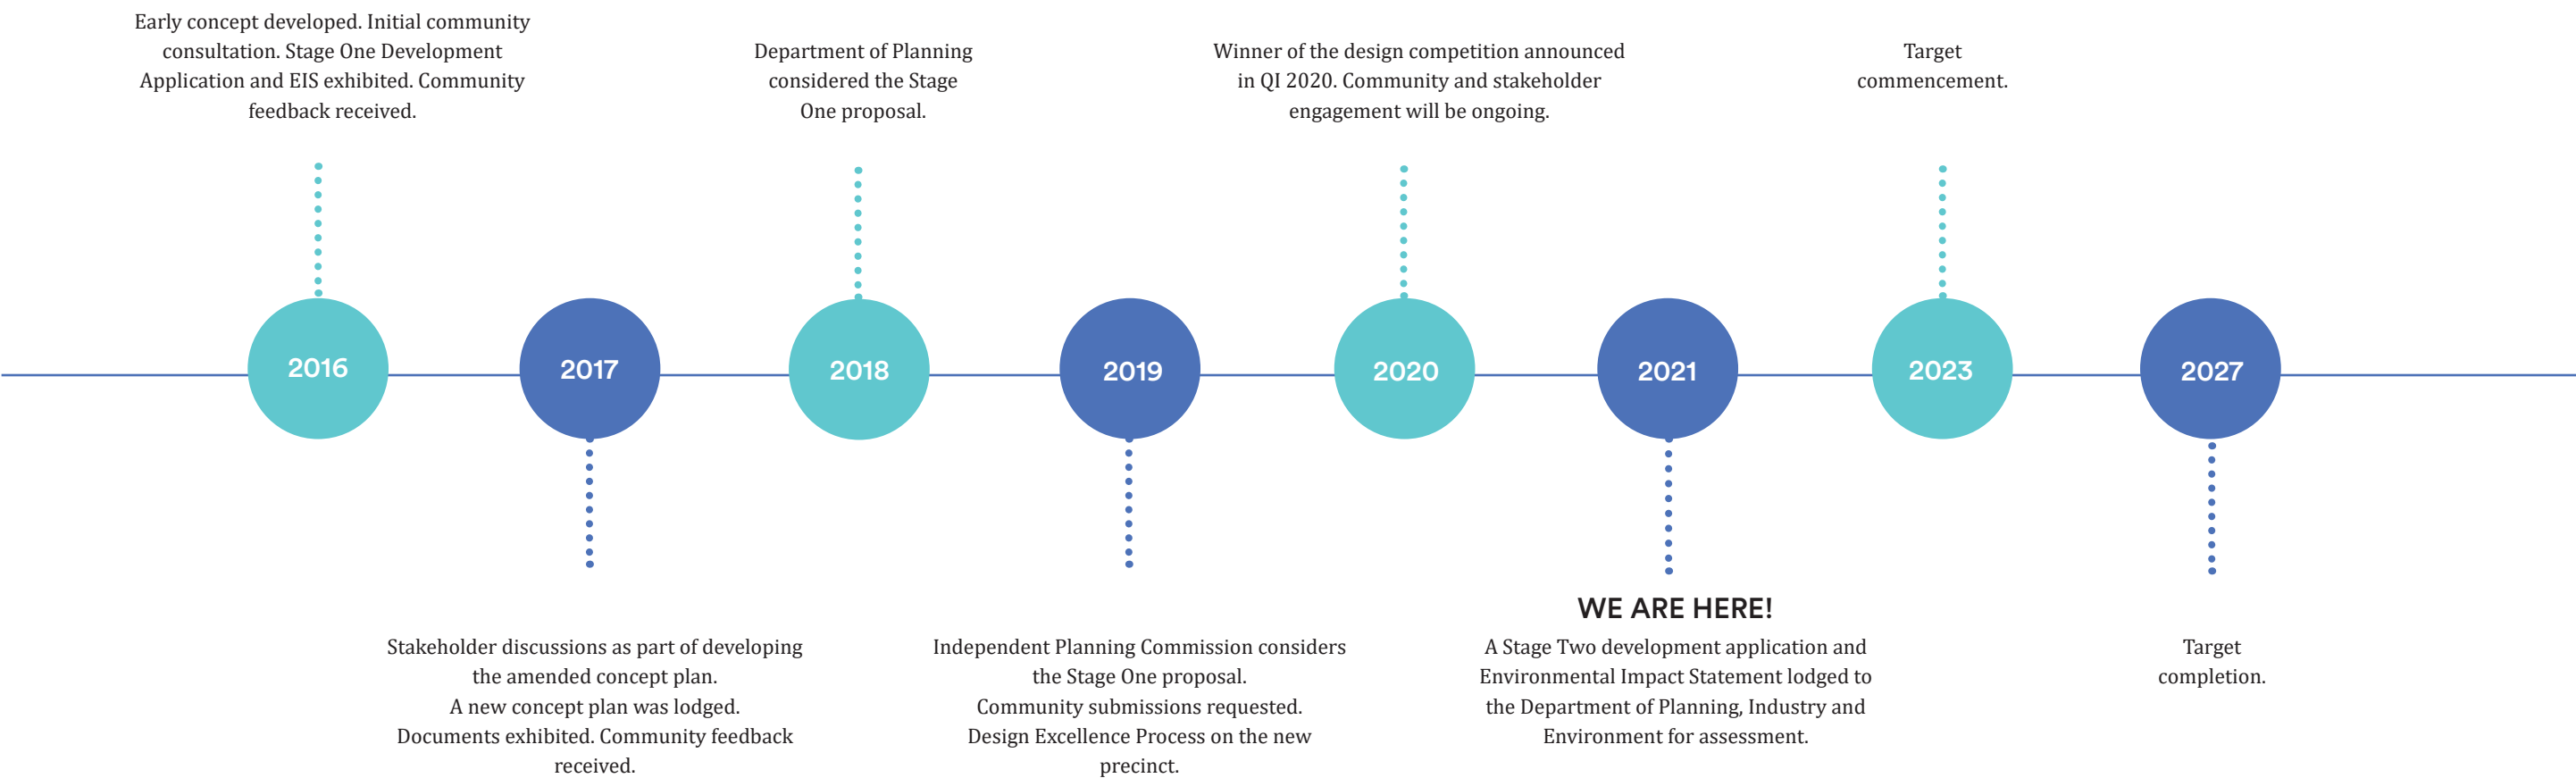 Early concept developed. Initial community
consultation. Stage One Development
Application and EIS exhibited. Community
feedback received.
Department of Planning
considered the Stage
One proposal.
Winner of the design competition announced
in QI 2020. Community and stakeholder
engagement will be ongoing.
Target
commencement.
2016
2017
2018
2019
2020
2021
2023
2027
Stakeholder discussions as part of developing
the amended concept plan.
A new concept plan was lodged.
Documents exhibited. Community feedback
received.
Independent Planning Commission considers
the Stage One proposal.
Community submissions requested.
Design Excellence Process on the new
precinct.
WE ARE HERE!
A Stage Two development application and
Environmental Impact Statement lodged to
the Department of Planning, Industry and
Environment for assessment.
Target
completion.